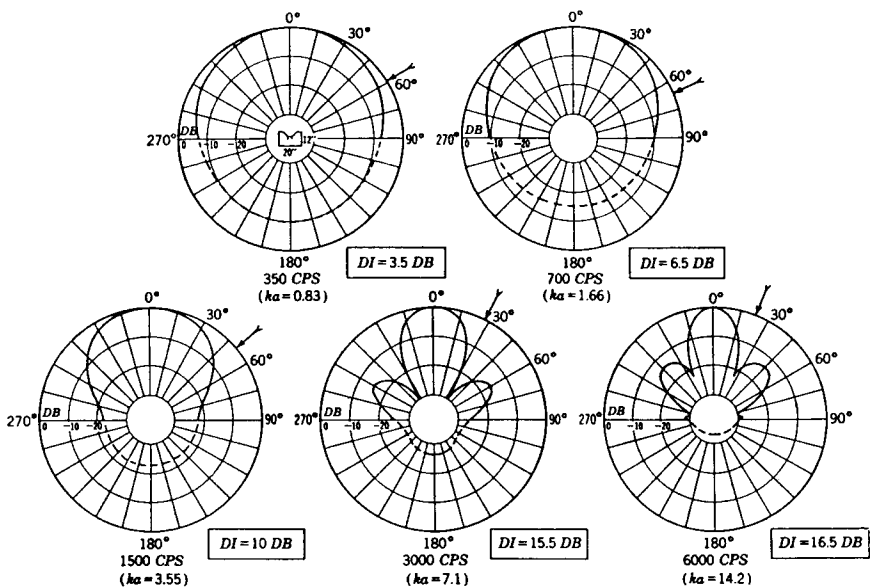 0°
30°
60°
90°
270°
DB
0 -10 -20
12"
20"
180°
350 CPS
(ka=0.83)
DI = 3.5 DB
0°
30°
60°
90°
270°
DB
0 -10 -20
180°
700 CPS
(ka=1.66)
DI = 6.5 DB
0°
30°
60°
90°
270°
DB
0 -10 -20
180°
1500 CPS
(ka=3.55)
DI = 10 DB
0°
30°
60°
90°
270°
DB
0 -10 -20
180°
3000 CPS
(ka=7.1)
DI = 15.5 DB
0°
30°
60°
90°
270°
DB
0 -10 -20
180°
6000 CPS
(ka=14.2)
DI = 16.5 DB